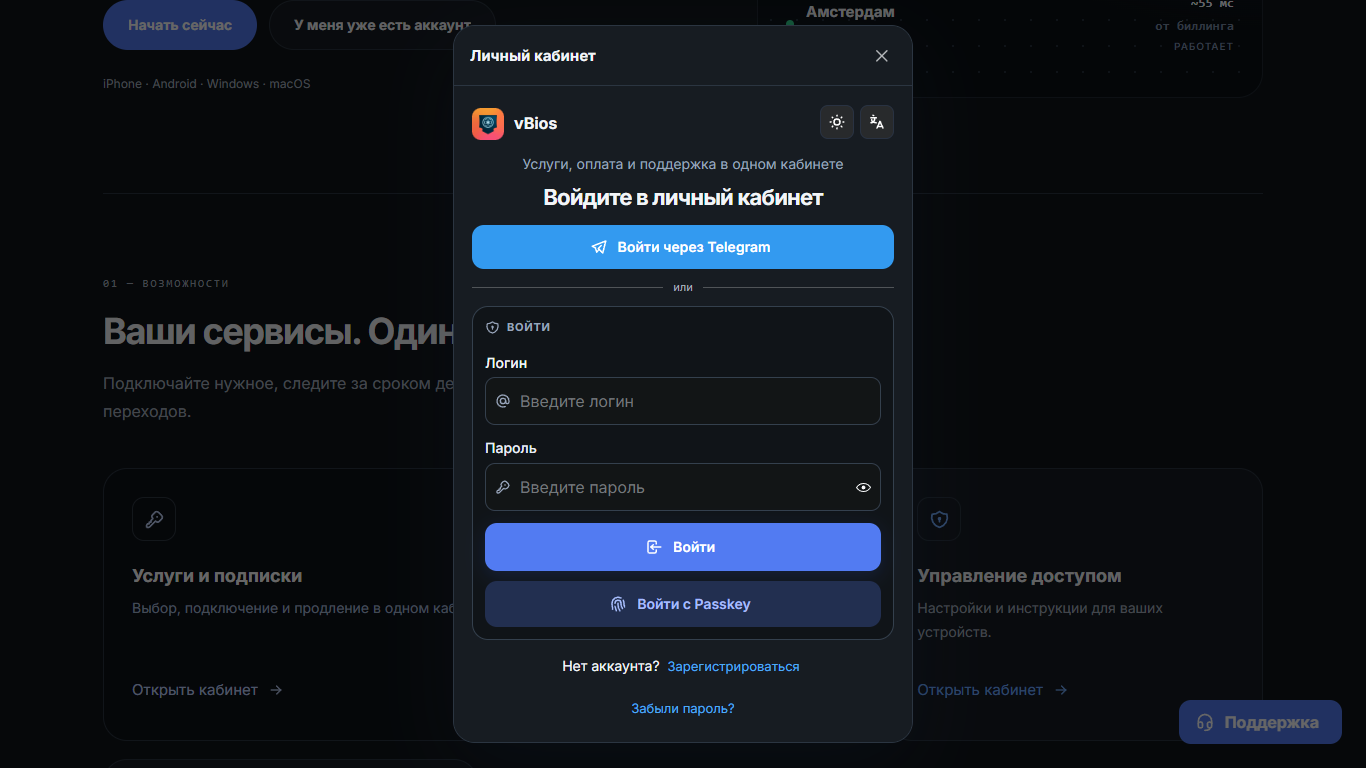 Начать сейчас
У меня уже есть аккаунт
iPhone · Android · Windows · macOS
Амстердам
~55 мс
от биллинга
РАБОТАЕТ
Личный кабинет
vBios
Услуги, оплата и поддержка в одном кабинете
Войдите в личный кабинет
Войти через Telegram
или
ВОЙТИ
Логин
Введите логин
Пароль
Введите пароль
Войти
Войти с Passkey
Нет аккаунта? Зарегистрироваться
Забыли пароль?
01 — ВОЗМОЖНОСТИ
Ваши сервисы. Один
Подключайте нужное, следите за сроком
переходов.
Услуги и подписки
Выбор, подключение и продление в одном
Открыть кабинет →
Управление доступом
Настройки и инструкции для ваших
устройств.
Открыть кабинет →
Поддержка